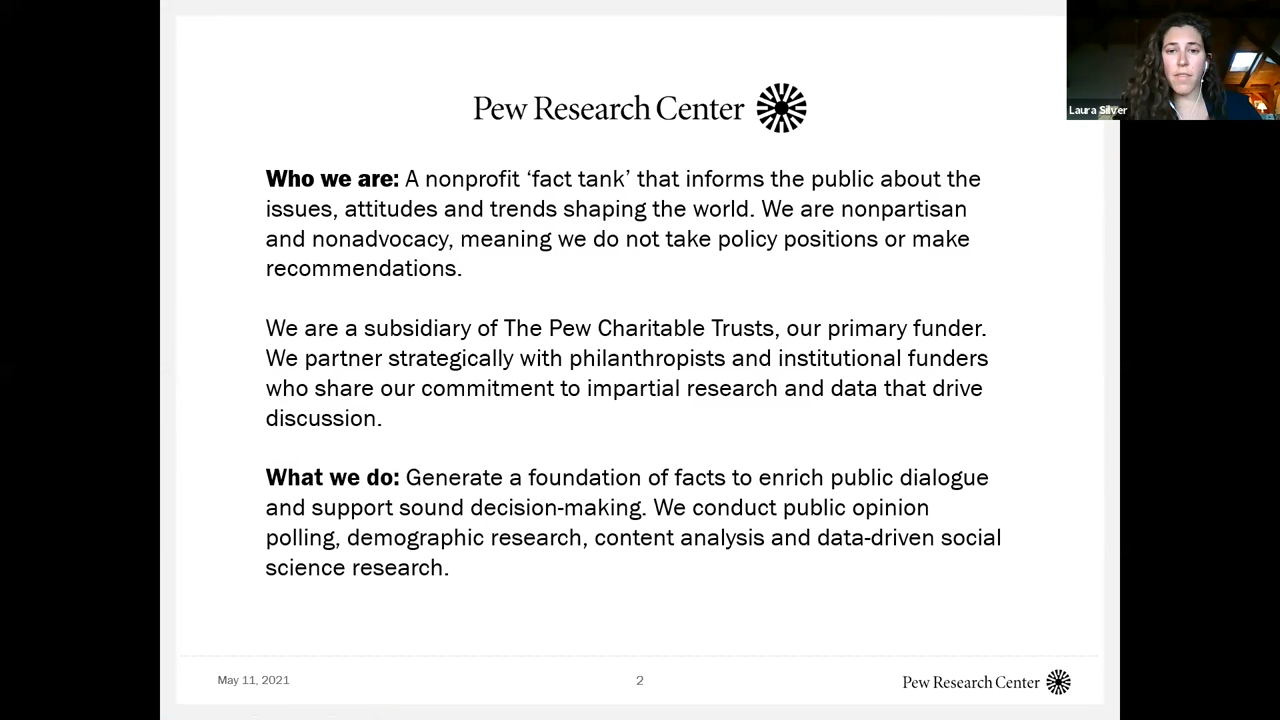 Pew Research Center
Laura Silver
Who we are: A nonprofit ‘fact tank’ that informs the public about the
issues, attitudes and trends shaping the world. We are nonpartisan
and nonadvocacy, meaning we do not take policy positions or make
recommendations.
We are a subsidiary of The Pew Charitable Trusts, our primary funder.
We partner strategically with philanthropists and institutional funders
who share our commitment to impartial research and data that drive
discussion.
What we do: Generate a foundation of facts to enrich public dialogue
and support sound decision-making. We conduct public opinion
polling, demographic research, content analysis and data-driven social
science research.
May 11, 2021
2
Pew Research Center